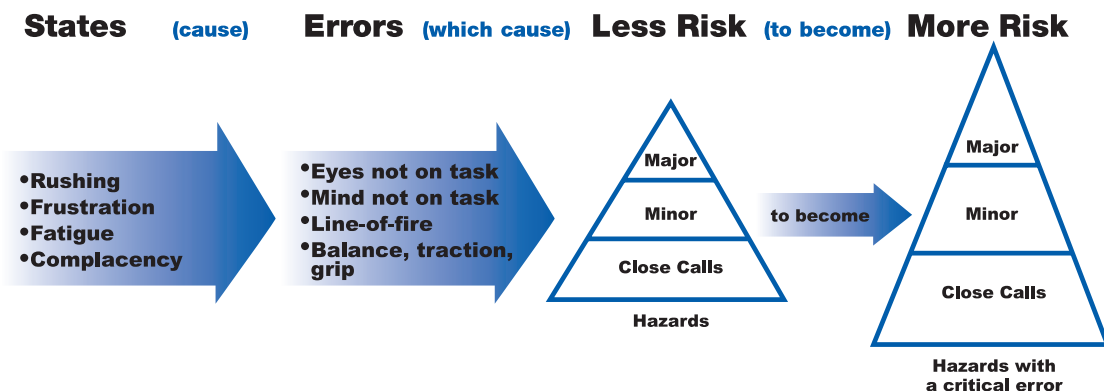 States (cause) Errors (which cause) Less Risk (to become) More Risk
•Rushing
•Frustration
•Fatigue
•Complacency
•Eyes not on task
•Mind not on task
•Line-of-fire
•Balance, traction,
grip
Major
Minor
Close Calls
Hazards
to become
Major
Minor
Close Calls
Hazards with
a critical error